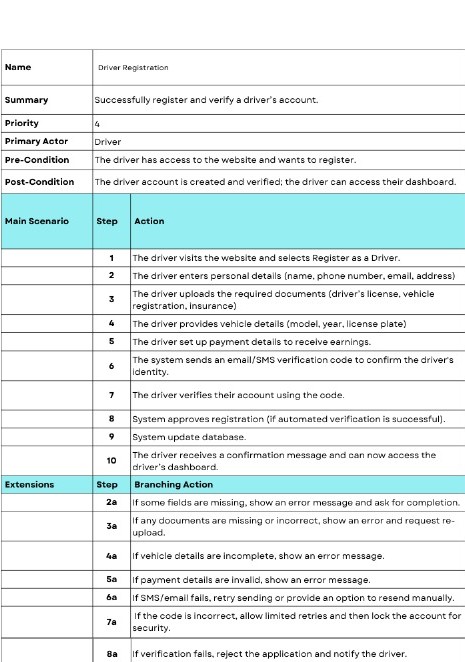 Name Driver Registration
Summary Successfully register and verify a driver's account.
Priority 4
Primary Actor Driver
Pre-Condition The driver has access to the website and wants to register.
Post-Condition The driver account is created and verified; the driver can access their dashboard.
Main Scenario Step Action
1 The driver visits the website and selects Register as a Driver.
2 The driver enters personal details (name, phone number, email, address)
3 The driver uploads the required documents (driver's license, vehicle
registration, insurance)
4 The driver provides vehicle details (model, year, license plate)
5 The driver set up payment details to receive earnings.
6 The system sends an email/SMS verification code to confirm the driver's
identity.
7 The driver verifies their account using the code.
8 System approves registration (if automated verification is successful).
9 System update database.
10 The driver receives a confirmation message and can now access the
driver's dashboard.
Extensions Step Branching Action
2a If some fields are missing, show an error message and ask for completion.
3a If any documents are missing or incorrect, show an error and request re-
upload.
4a If vehicle details are incomplete, show an error message.
5a If payment details are invalid, show an error message.
6a If SMS/email fails, retry sending or provide an option to resend manually.
7a If the code is incorrect, allow limited retries and then lock the account for
security.
8a If verification fails, reject the application and notify the driver.